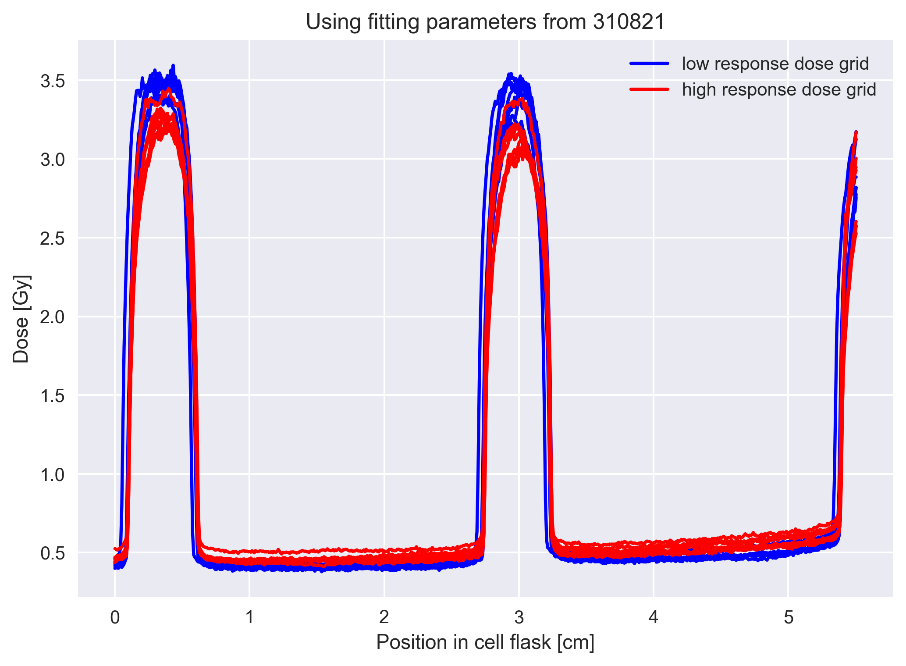 Using fitting parameters from 310821
low response dose grid
high response dose grid
3.5
3.0
2.5
2.0
1.5
1.0
0.5
Dose [Gy]
0 1 2 3 4 5
Position in cell flask [cm]